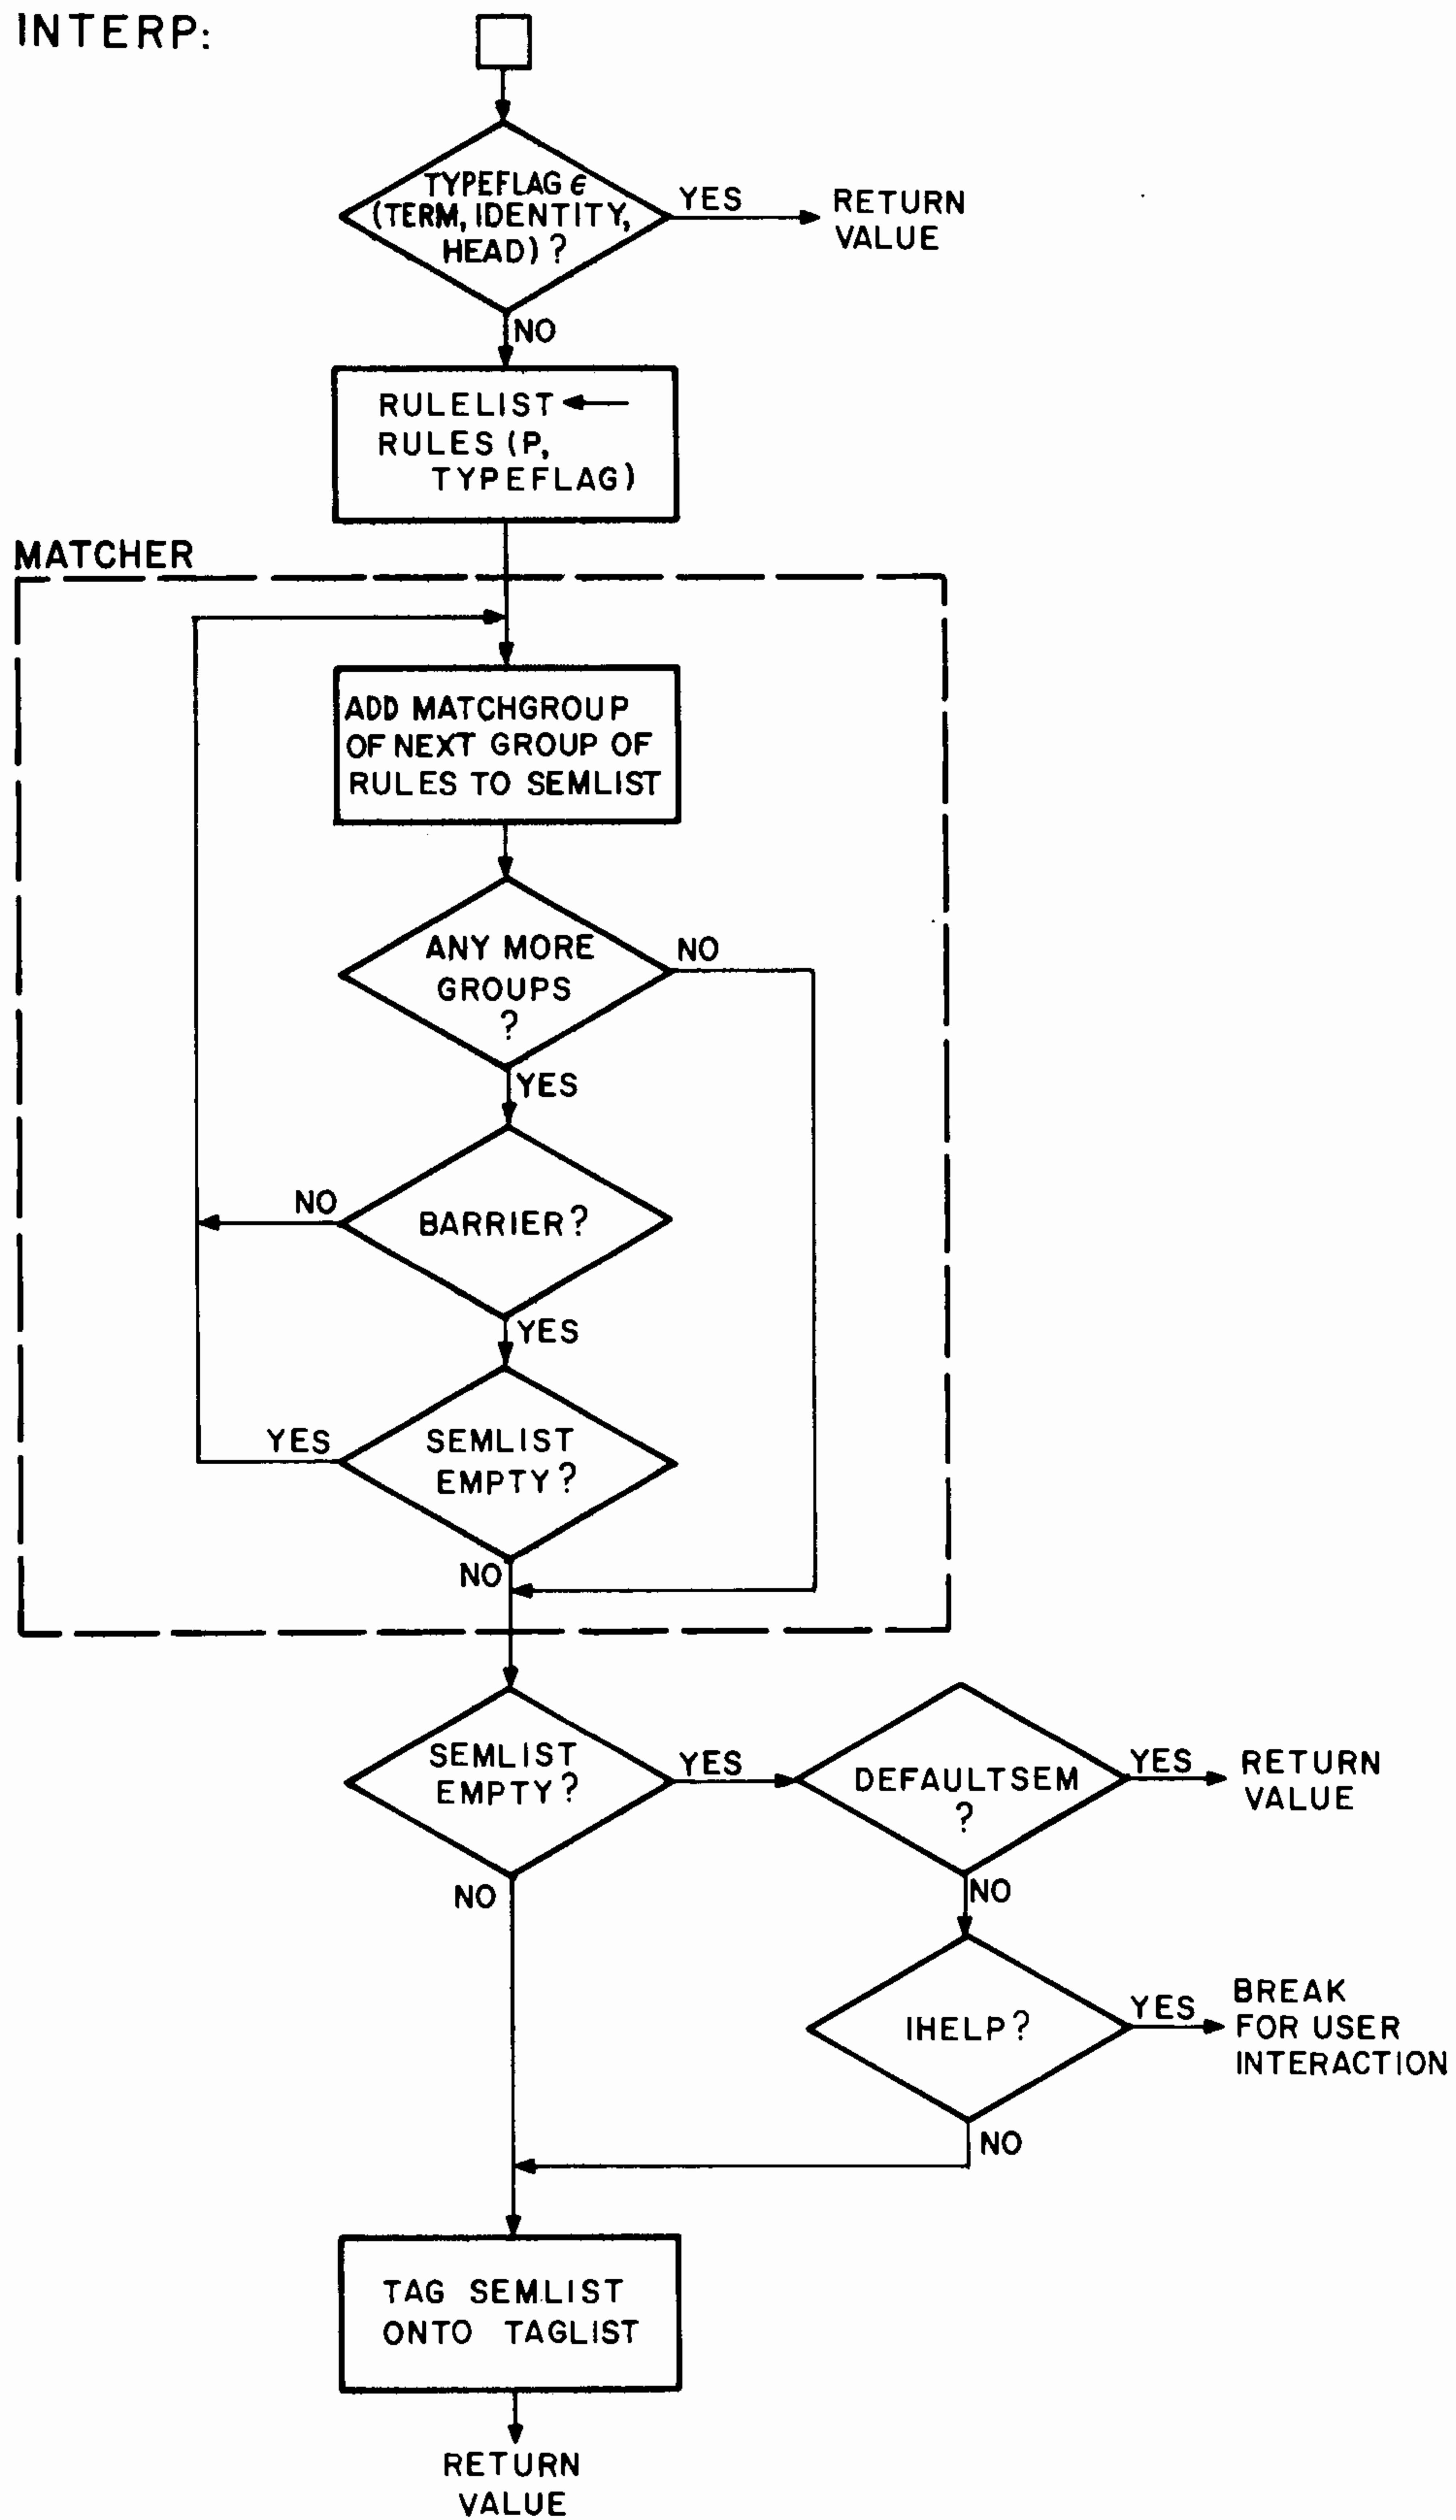 INTERP:
TYPEFLAG ϵ
(TERM, IDENTITY,
HEAD) ?
YES
RETURN
VALUE
NO
RULELIST ←
RULES (P,
TYPEFLAG)
MATCHER
ADD MATCHGROUP
OF NEXT GROUP OF
RULES TO SEMLIST
ANY MORE
GROUPS
?
NO
YES
BARRIER?
NO
YES
SEMLIST
EMPTY?
YES
NO
SEMLIST
EMPTY?
YES
DEFAULTSEM
?
YES
RETURN
VALUE
NO
NO
IHELP?
YES
BREAK
FOR USER
INTERACTION
NO
TAG SEMLIST
ONTO TAGLIST
RETURN
VALUE